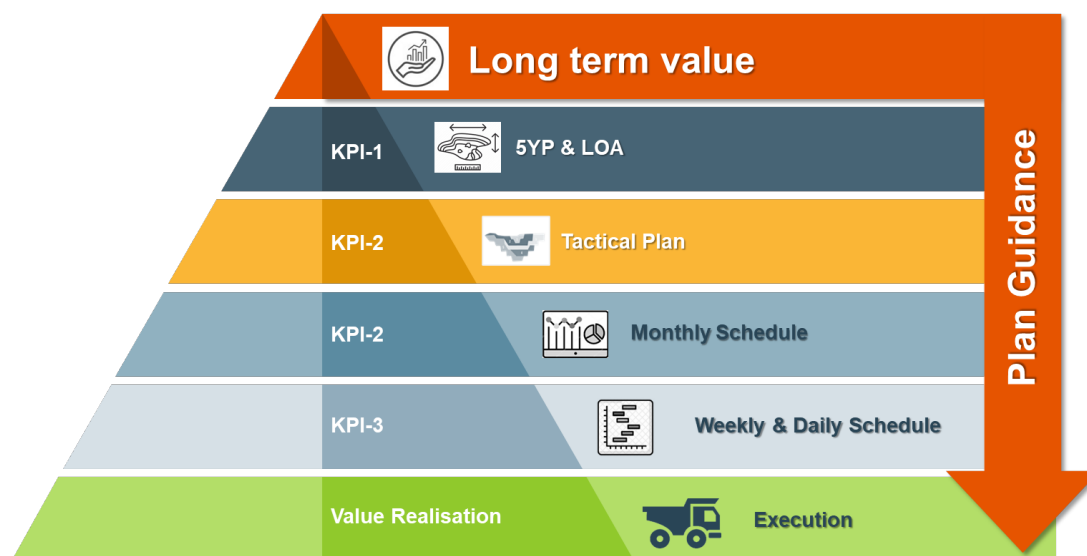 Long term value
KPI-1
5YP & LOA
KPI-2
Tactical Plan
KPI-2
Monthly Schedule
KPI-3
Weekly & Daily Schedule
Value Realisation
Execution
Plan Guidance